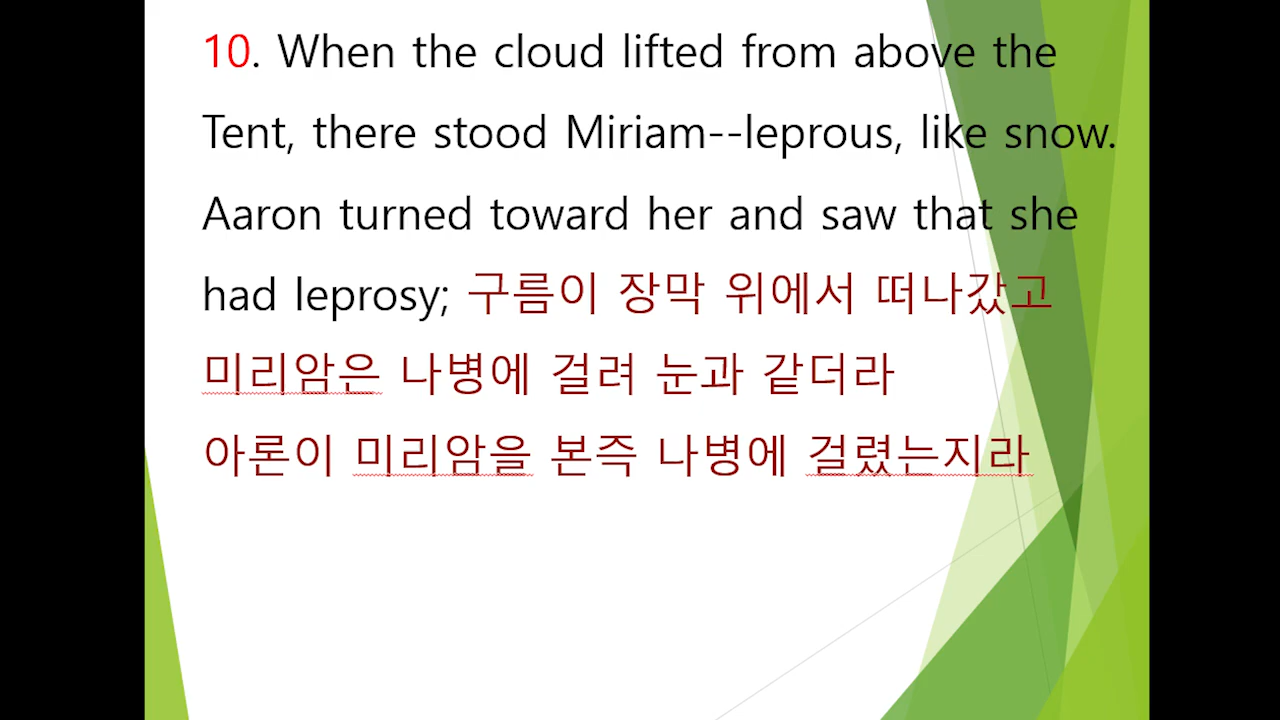 10. When the cloud lifted from above the
Tent, there stood Miriam--leprous, like snow.
Aaron turned toward her and saw that she
had leprosy; 구름이 장막 위에서 떠나갔고
미리암은 나병에 걸려 눈과 같더라
아론이 미리암을 본즉 나병에 걸렸는지라